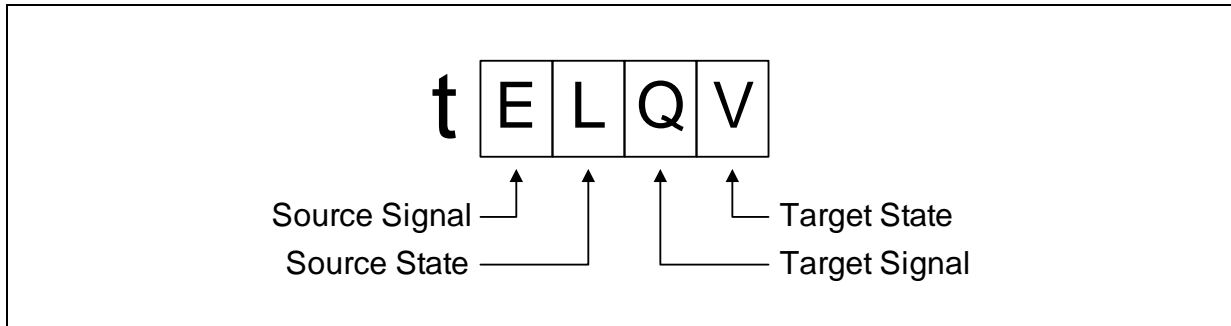 t E L Q V
Source Signal Target State
Source State Target Signal